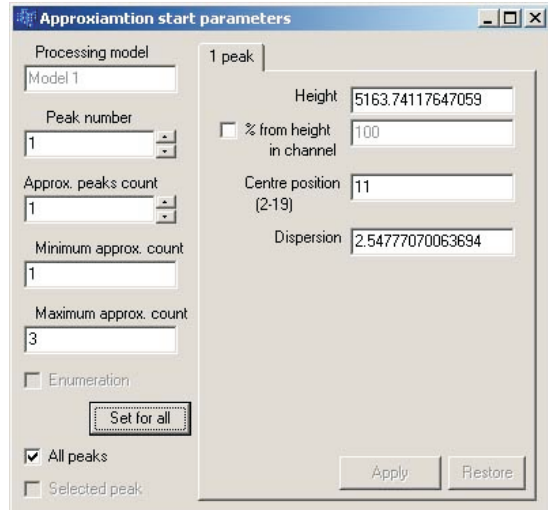 Approxiamtion start parameters
Processing model
Model 1
Peak number
1
Approx. peaks count
1
Minimum approx. count
1
Maximum approx. count
3
Enumeration
Set for all
All peaks
Selected peak
1 peak
Height
5163.74117647059
% from height
in channel
100
Centre position
(2-19)
11
Dispersion
2.54777070063694
Apply
Restore